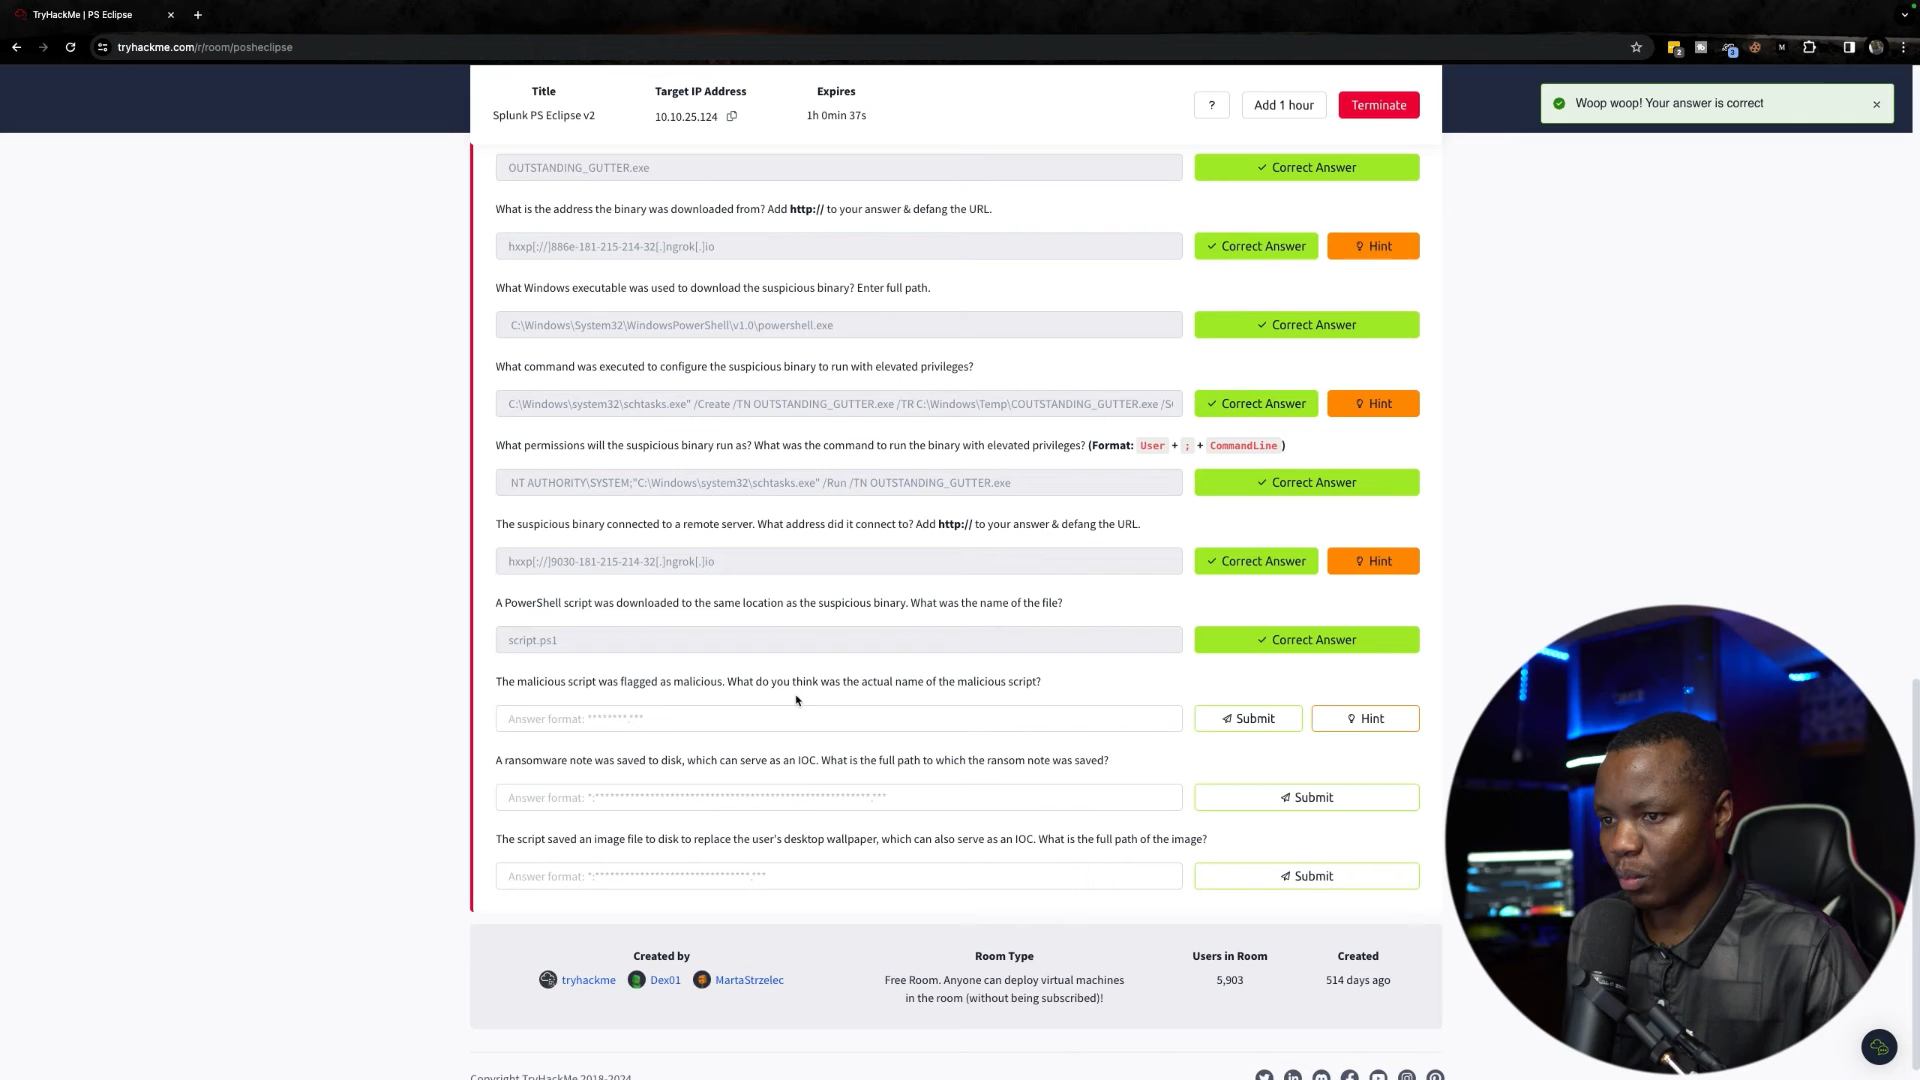 TryHackMe | PS Eclipse
tryhackme.com/r/room/posheclipse
Title
Splunk PS Eclipse v2
Target IP Address
10.10.25.124
Expires
1h 0min 37s
?
Add 1 hour
Terminate
Woop woop! Your answer is correct
OUTSTANDING_GUTTER.exe
Correct Answer
What is the address the binary was downloaded from? Add http:// to your answer & defang the URL.
hxxp[://]886e-181-215-214-32[.]ngrok[.]io
Correct Answer
Hint
What Windows executable was used to download the suspicious binary? Enter full path.
C:\Windows\System32\WindowsPowerShell\v1.0\powershell.exe
Correct Answer
What command was executed to configure the suspicious binary to run with elevated privileges?
C:\Windows\system32\schtasks.exe" /Create /TN OUTSTANDING_GUTTER.exe /TR C:\Windows\Temp\COUTSTANDING_GUTTER.exe /S
Correct Answer
Hint
What permissions will the suspicious binary run as? What was the command to run the binary with elevated privileges? (Format: User + ; + CommandLine )
NT AUTHORITY\SYSTEM;"C:\Windows\system32\schtasks.exe" /Run /TN OUTSTANDING_GUTTER.exe
Correct Answer
The suspicious binary connected to a remote server. What address did it connect to? Add http:// to your answer & defang the URL.
hxxp[://]9030-181-215-214-32[.]ngrok[.]io
Correct Answer
Hint
A PowerShell script was downloaded to the same location as the suspicious binary. What was the name of the file?
script.ps1
Correct Answer
The malicious script was flagged as malicious. What do you think was the actual name of the malicious script?
Answer format: ********.***
Submit
Hint
A ransomware note was saved to disk, which can serve as an IOC. What is the full path to which the ransom note was saved?
Answer format:
Submit
The script saved an image file to disk to replace the user's desktop wallpaper, which can also serve as an IOC. What is the full path of the image?
Answer format:
Submit
Created by
tryhackme
Dex01
MartaStrzelec
Room Type
Free Room. Anyone can deploy virtual machines
in the room (without being subscribed)!
Users in Room
5,903
Created
514 days ago
Copyright TryHackMe 2018-2024